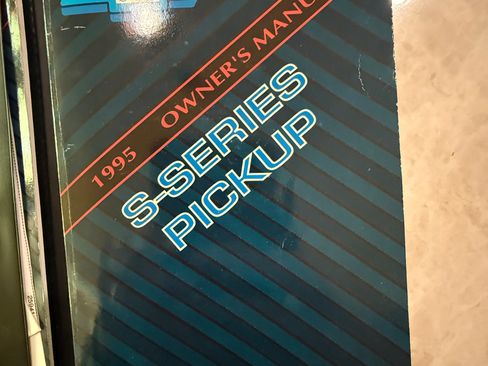 1995 OWNER'S MANU
S-SERIES
PICKUP